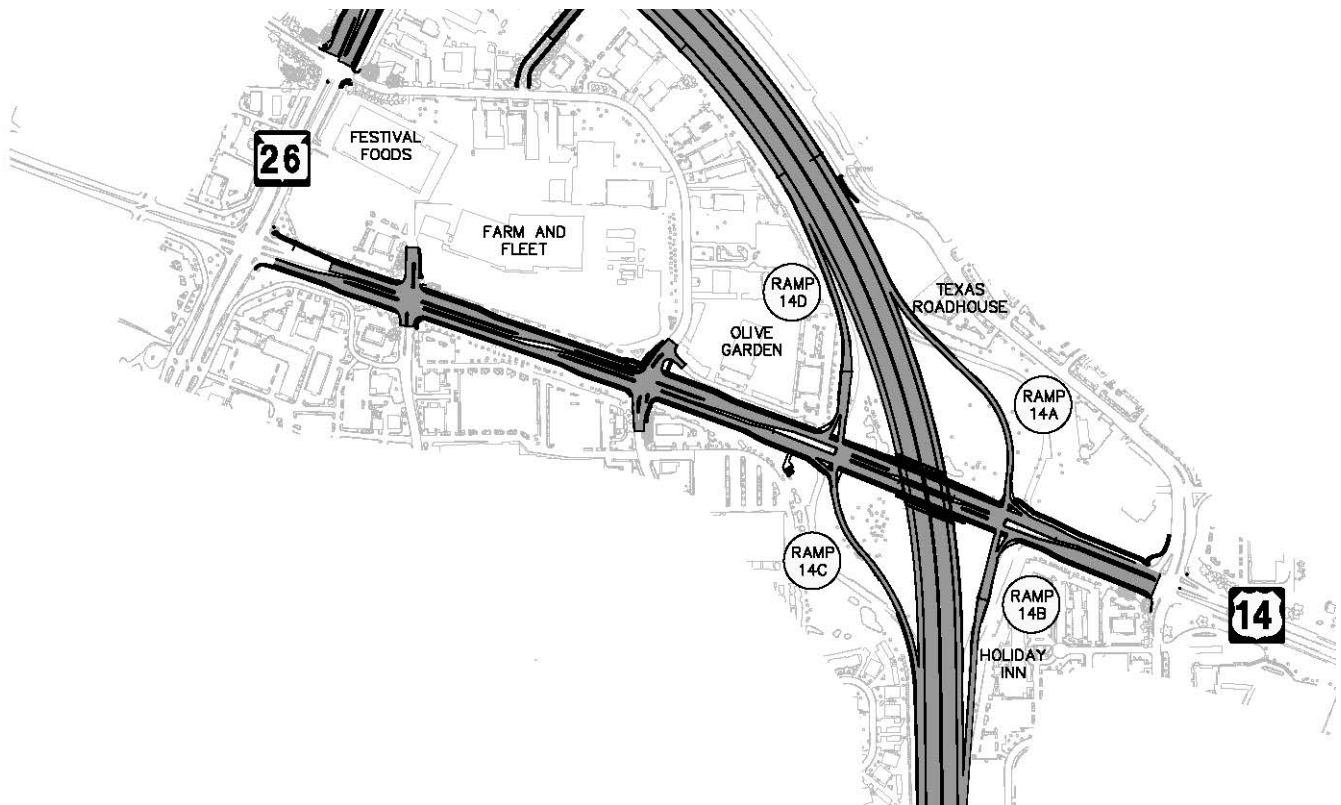 26
FESTIVAL
FOODS
FARM AND
FLEET
RAMP
14D
TEXAS
ROADHOUSE
OLIVE
GARDEN
RAMP
14A
RAMP
14C
RAMP
14B
14
HOLIDAY
INN